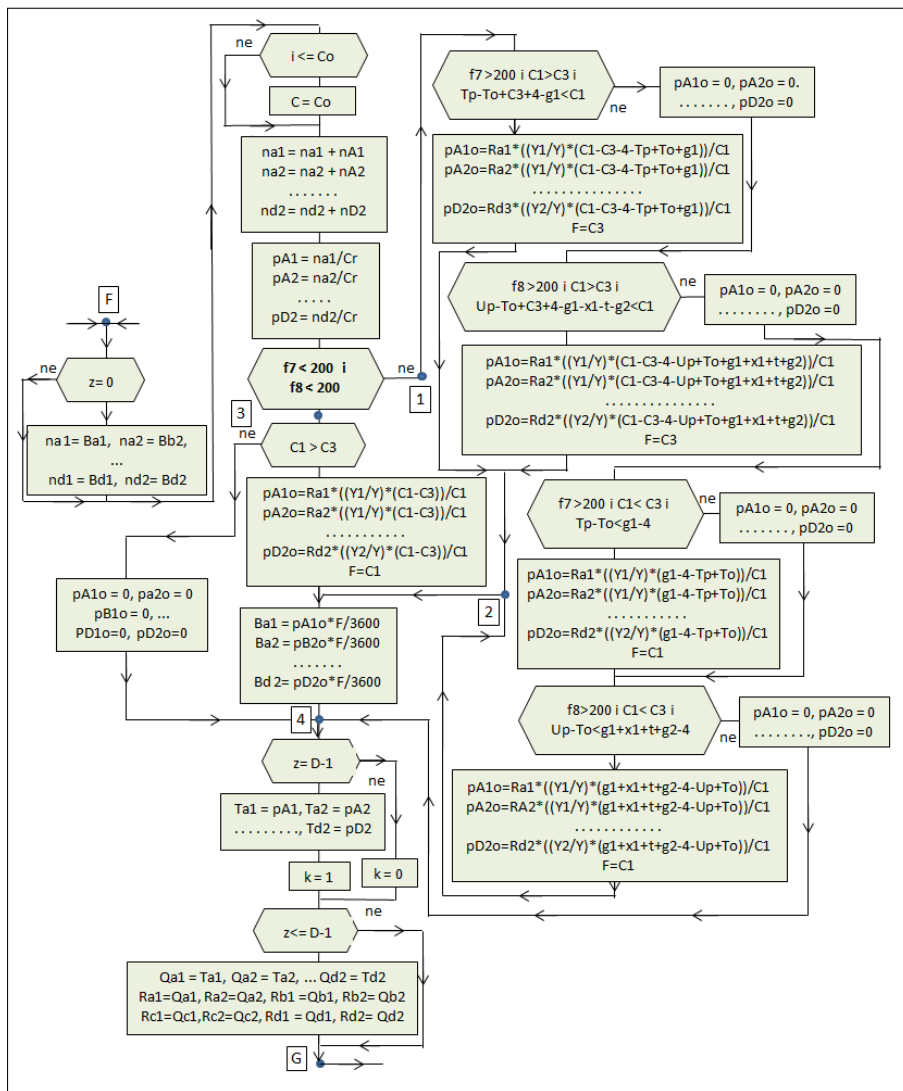 F
ne
z= 0
na1= Ba1, na2 = Bb2,
...
nd1 = Bd1, nd2= Bd2
ne
i <= Co
C = Co
na1 = na1 + nA1
na2 = na2 + nA2
. . . . . . .
nd2 = nd2 + nD2
pA1 = na1/Cr
pA2 = na2/Cr
. . . . .
pD2 = nd2/Cr
f7 < 200 i
f8 < 200
ne
1
3
ne
C1 > C3
pA1o=Ra1*((Y1/Y)*(C1-C3))/C1
pA2o=Ra2*((Y1/Y)*(C1-C3))/C1
. . . . . . . . . . .
pD2o=Rd2*((Y2/Y)*(C1-C3))/C1
F=C1
pA1o = 0, pa2o = 0
pB1o = 0, ...
PD1o=0, pD2o=0
Ba1 = pA1o*F/3600
Ba2 = pB2o*F/3600
. . . . . . .
Bd 2= pD2o*F/3600
4
z= D-1
ne
Ta1 = pA1, Ta2 = pA2
. . . . . . . . ., Td2 = pD2
k = 1
k = 0
ne
z<= D-1
Qa1 = Ta1, Qa2 = Ta2, ... Qd2 = Td2
Ra1=Qa1, Ra2=Qa2, Rb1 =Qb1, Rb2= Qb2
Rc1=Qc1,Rc2=Qc2, Rd1 = Qd1, Rd2= Qd2
G
f7 >200 i C1>C3 i
Tp-To+C3+4-g1<C1
ne
pA1o = 0, pA2o = 0.
. . . . . . . , pD2o =0
pA1o=Ra1*((Y1/Y)*(C1-C3-4-Tp+To+g1))/C1
pA2o=Ra2*((Y1/Y)*(C1-C3-4-Tp+To+g1))/C1
. . . . . . . . . . . . . . .
pD2o=Rd3*((Y2/Y)*(C1-C3-4-Tp+To+g1))/C1
F=C3
f8 >200 i C1>C3 i
Up-To+C3+4-g1-x1-t-g2<C1
ne
pA1o = 0, pA2o = 0
. . . . . . . . , pD2o =0
pA1o=Ra1*((Y1/Y)*(C1-C3-4-Up+To+g1+x1+t+g2))/C1
pA2o=Ra2*((Y1/Y)*(C1-C3-4-Up+To+g1+x1+t+g2))/C1
. . . . . . . . . . . . . . .
pD2o=Rd2*((Y2/Y)*(C1-C3-4-Up+To+g1+x1+t+g2))/C1
F=C3
f7 >200 i C1< C3 i
Tp-To<g1-4
ne
pA1o = 0, pA2o = 0
. . . . . . . ., pD2o =0
pA1o=Ra1*((Y1/Y)*(g1-4-Tp+To))/C1
pA2o=Ra2*((Y1/Y)*(g1-4-Tp+To))/C1
. . . . . . . . . . .
pD2o=Rd2*((Y2/Y)*(g1-4-Tp+To))/C1
F=C1
2
f8>200 i C1< C3 i
Up-To<g1+x1+t+g2-4
ne
pA1o = 0, pA2o = 0
. . . . . . . ., pD2o =0
pA1o=Ra1*((Y1/Y)*(g1+x1+t+g2-4-Up+To))/C1
pA2o=RA2*((Y1/Y)*(g1+x1+t+g2-4-Up+To))/C1
. . . . . . . . . . . .
pD2o=Rd2*((Y2/Y)*(g1+x1+t+g2-4-Up+To))/C1
F=C1